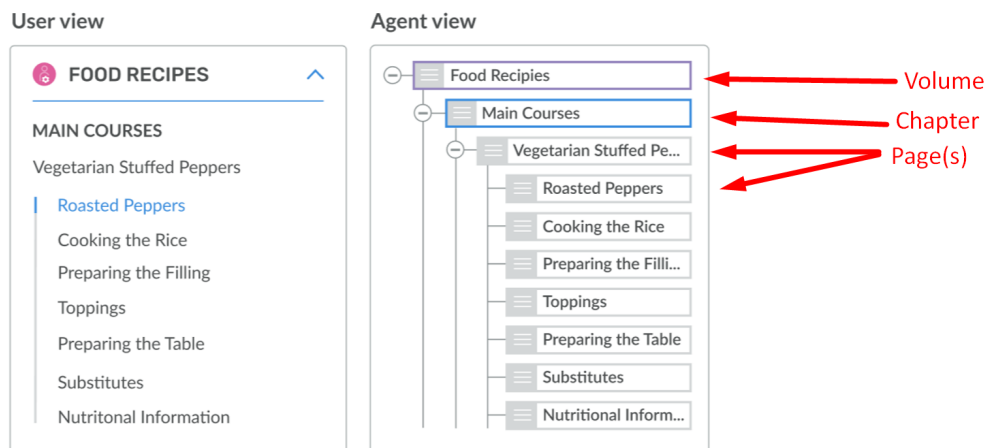 User view
FOOD RECIPES
MAIN COURSES
Vegetarian Stuffed Peppers
Roasted Peppers
Cooking the Rice
Preparing the Filling
Toppings
Preparing the Table
Substitutes
Nutritonal Information
Agent view
Food Recipies
Main Courses
Vegetarian Stuffed Pe...
Roasted Peppers
Cooking the Rice
Preparing the Filli...
Toppings
Preparing the Table
Substitutes
Nutritional Inform...
Volume
Chapter
Page(s)